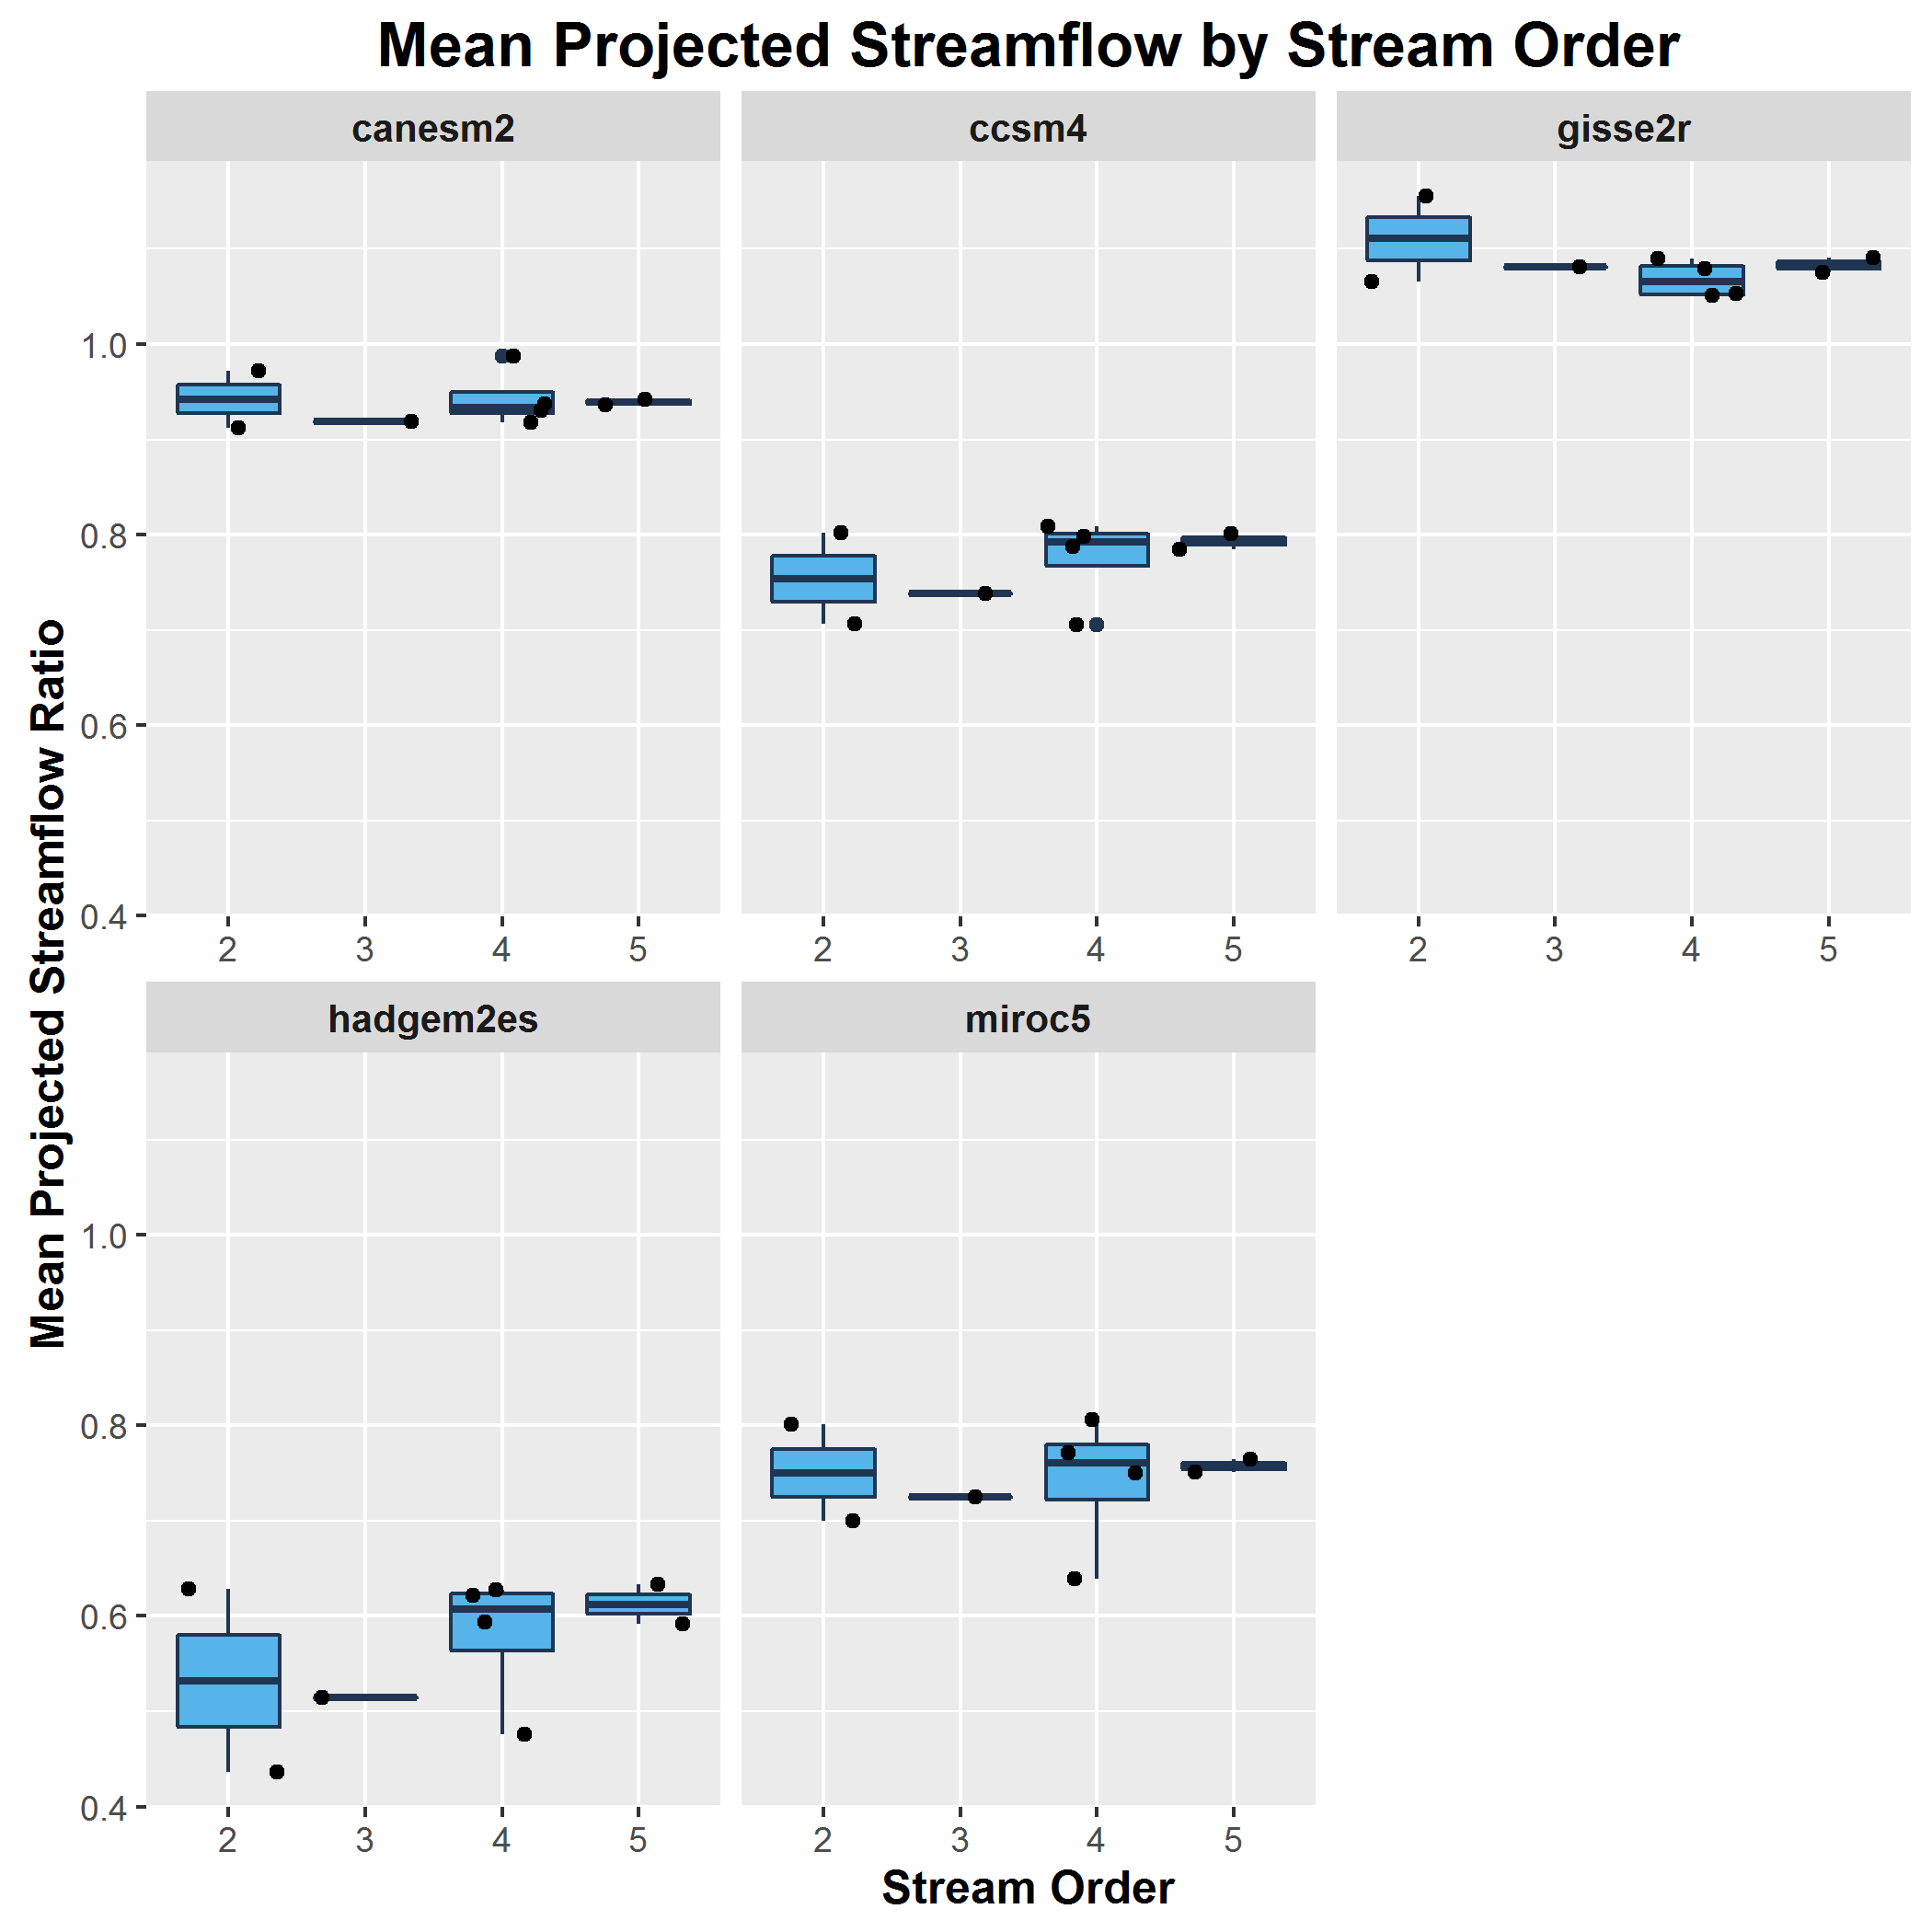 Mean Projected Streamflow by Stream Order
canesm2 ccsm4 gisse2r
1.0
0.8
0.6
0.4
2 3 4 5 2 3 4 5 2 3 4 5
Mean Projected Streamflow Ratio
hadgem2es miroc5
1.0
0.8
0.6
0.4
2 3 4 5 2 3 4 5
Stream Order